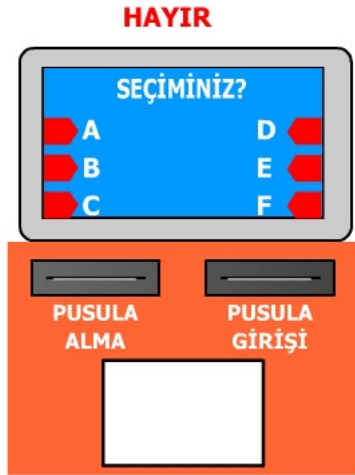 HAYIR
SEÇİMİNİZ?
A D
B E
C F
PUSULA PUSULA
ALMA GİRİŞİ